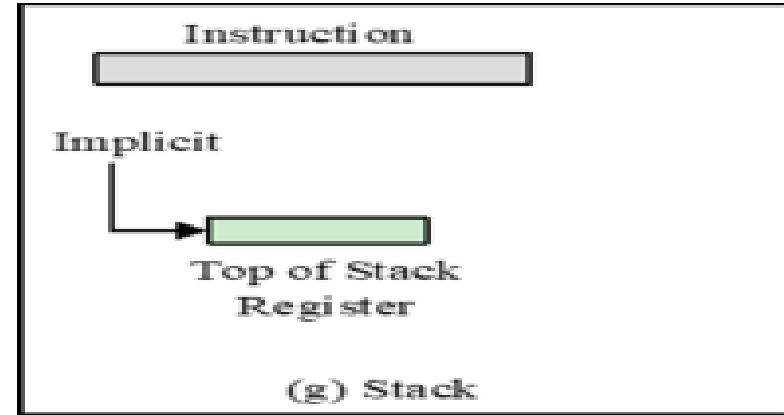 Instruction
Implicit
Top of Stack
Register
(g) Stack